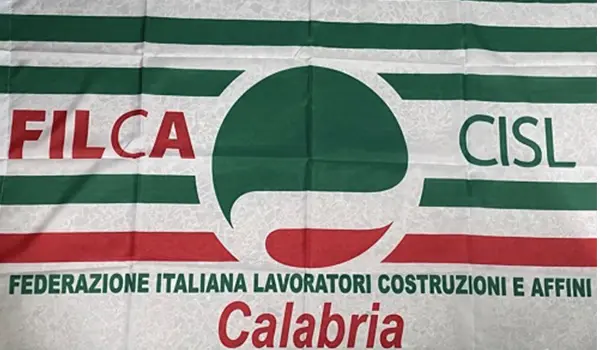 FILCA CISL
FEDERAZIONE ITALIANA LAVORATORI COSTRUZIONI E AFFINI
Calabria